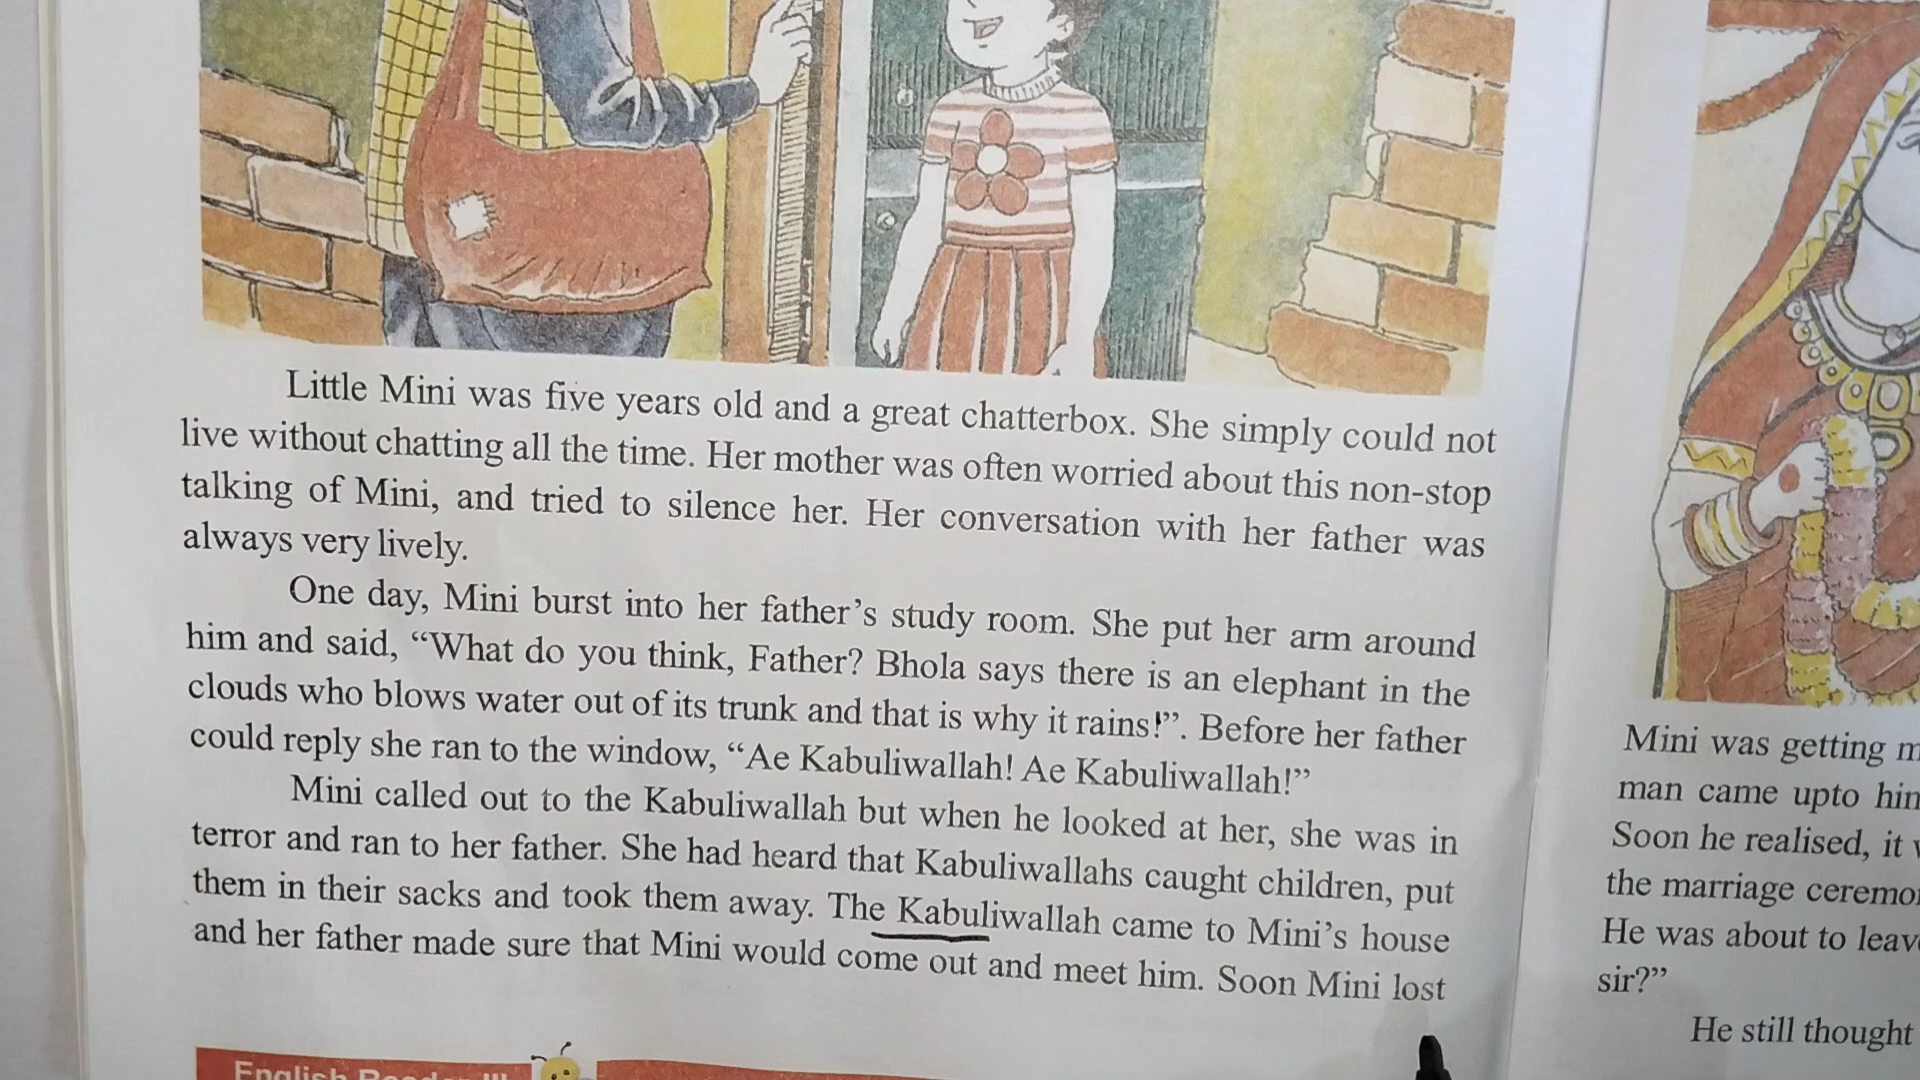 Little Mini was five years old and a great chatterbox. She simply could not
live without chatting all the time. Her mother was often worried about this non-stop
talking of Mini, and tried to silence her. Her conversation with her father was
always very lively.
One day, Mini burst into her father’s study room. She put her arm around
him and said, “What do you think, Father? Bhola says there is an elephant in the
clouds who blows water out of its trunk and that is why it rains!”. Before her father
could reply she ran to the window, “Ae Kabuliwallah! Ae Kabuliwallah!”
Mini called out to the Kabuliwallah but when he looked at her, she was in
terror and ran to her father. She had heard that Kabuliwallahs caught children, put
them in their sacks and took them away. The Kabuliwallah came to Mini’s house
and her father made sure that Mini would come out and meet him. Soon Mini lost
English Reader III
Mini was getting
man came upto
Soon he realised, it
the marriage
He was about to
sir?”
He still thought